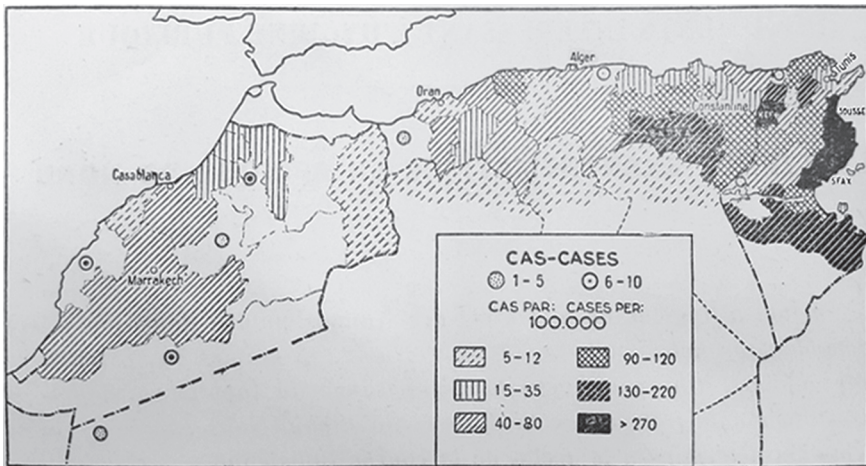 Tunis
Alger
Oran
Constantine
SOUSSE
Casablanca
SFAX
Marrakech
CAS-CASES
1-5
6-10
CAS PAR: CASES PER:
100.000
5-12
90-120
15-35
130-220
40-80
> 270